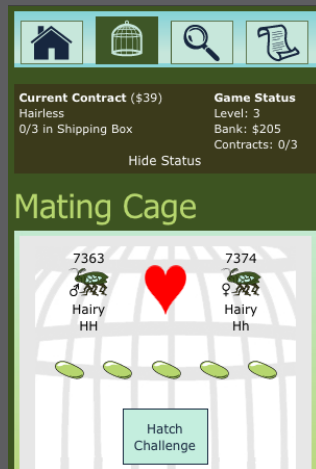 Current Contract ($39)
Hairless
0/3 in Shipping Box
Game Status
Level: 3
Bank: $205
Contracts: 0/3
Hide Status
Mating Cage
7363
♂
Hairy
HH
7374
♀
Hairy
Hh
Hatch
Challenge